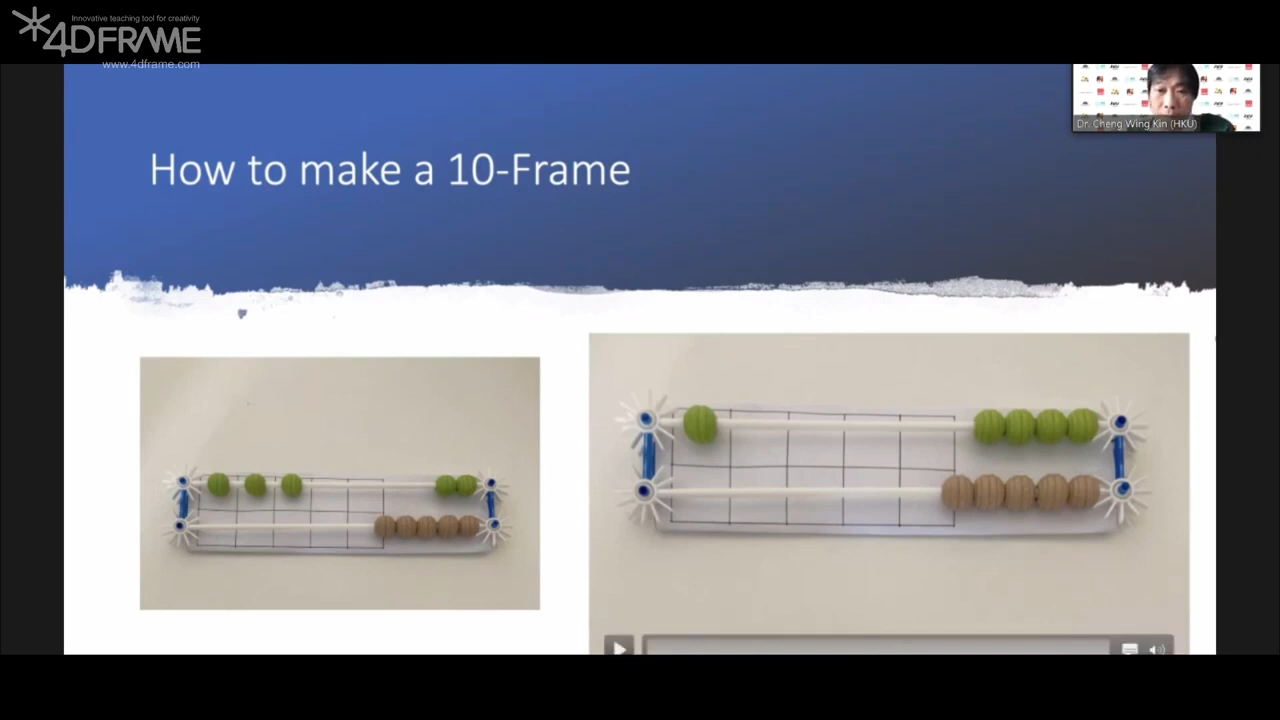 Innovative teaching tool for creativity
4DFRAME
www.4dframe.com
Dr. Cheng Wing Kin (HKU)
How to make a 10-Frame